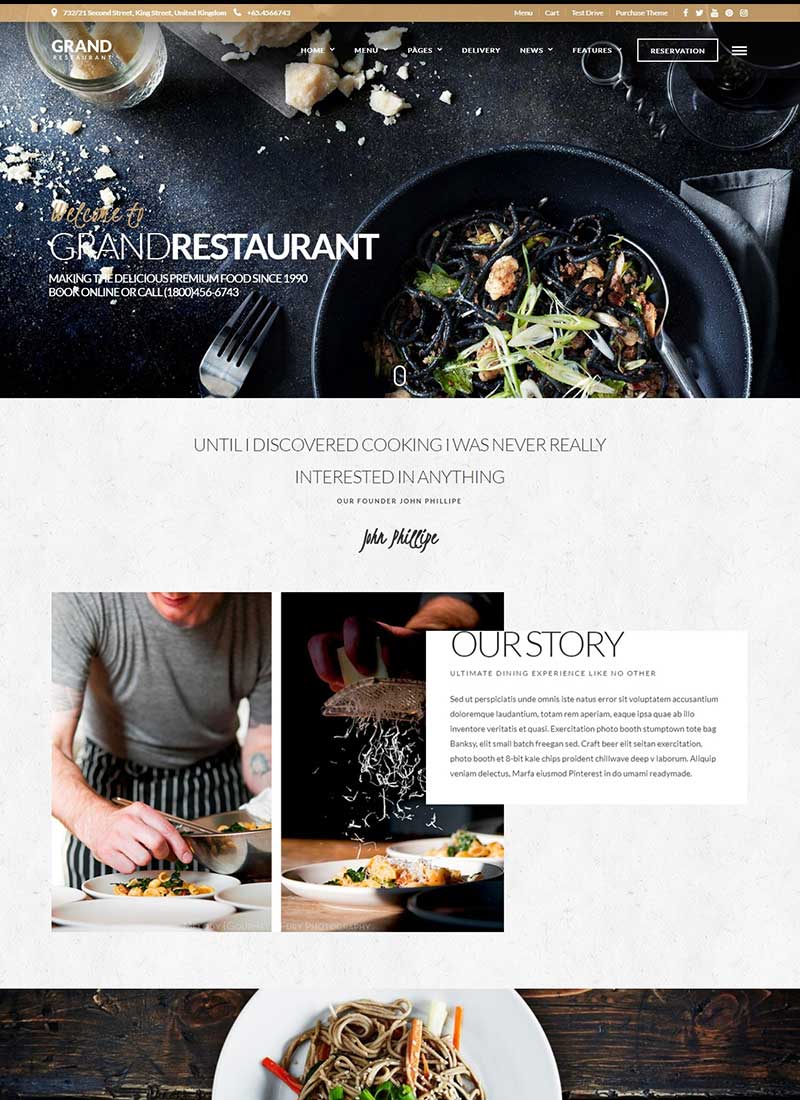 732/21 Second Street, King Street, United Kingdom +65.4566743 Menu Cart Test Drive Purchase Theme
GRAND
RESTAURANT
HOME MENU PAGES DELIVERY NEWS FEATURES RESERVATION
Welcome to
GRANDRESTAURANT
MAKING THE DELICIOUS PREMIUM FOOD SINCE 1990
BOOK ONLINE OR CALL (1800)456-6743
UNTIL I DISCOVERED COOKING I WAS NEVER REALLY
INTERESTED IN ANYTHING
OUR FOUNDER JOHN PHILLIPE
John Phillipe
OUR STORY
ULTIMATE DINING EXPERIENCE LIKE NO OTHER
Sed ut perspiciatis unde omnis iste natus error sit voluptatem accusantium
doloremque laudantium, totam rem aperiam, eaque ipsa quae ab illo
inventore veritatis et quasi. Exercitation photo booth stumptown tote bag
Banksy, elit small batch freegan sed. Craft beer elit seitan exercitation,
photo booth et 8-bit kale chips proident chillwave deep v laborum. Aliquip
veniam delectus, Marfa eiusmod Pinterest in do umami readymade.
Photography